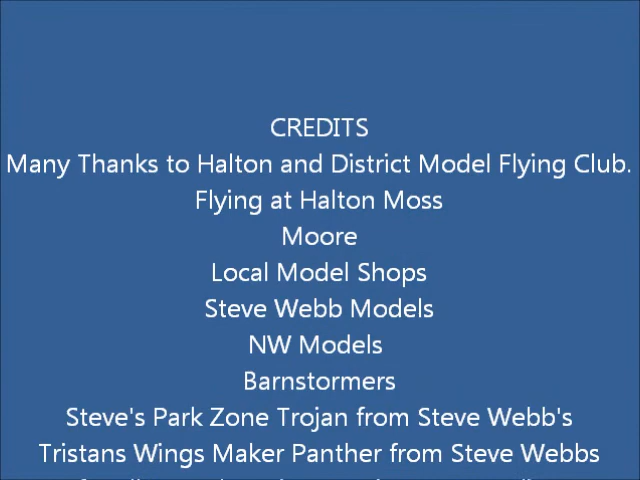 CREDITS
Many Thanks to Halton and District Model Flying Club.
Flying at Halton Moss
Moore
Local Model Shops
Steve Webb Models
NW Models
Barnstormers
Steve's Park Zone Trojan from Steve Webb's
Tristans Wings Maker Panther from Steve Webbs